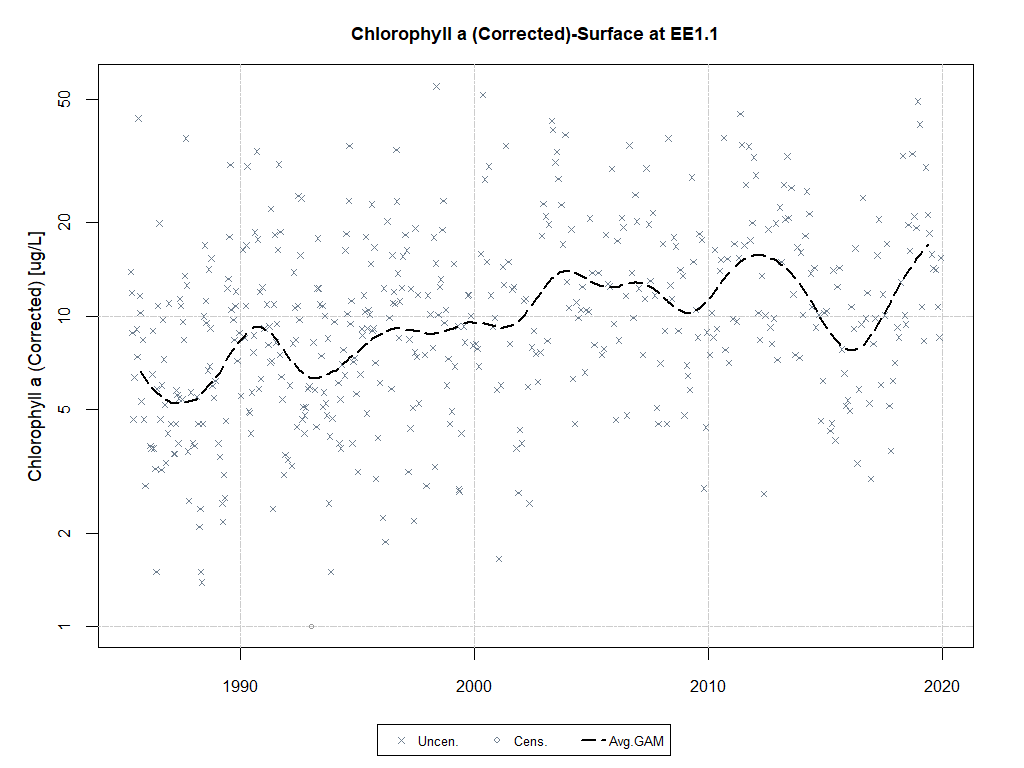 Chlorophyll a (Corrected)-Surface at EE1.1
Chlorophyll a (Corrected) [ug/L]
50
20
10
5
2
1
1990 2000 2010 2020
Uncen. Cens. Avg.GAM